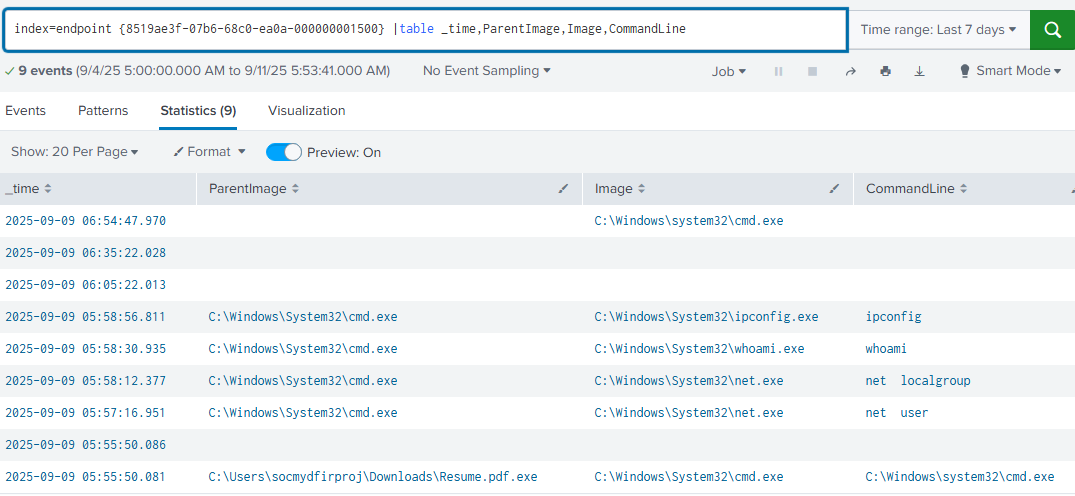 index=endpoint {8519ae3f-07b6-68c0-ea0a-000000001500} |table _time,ParentImage,Image,CommandLine Time range: Last 7 days
9 events (9/4/25 5:00:00.000 AM to 9/11/25 5:53:41.000 AM) No Event Sampling Job Smart Mode
Events Patterns Statistics (9) Visualization
Show: 20 Per Page Format Preview: On
_time ParentImage Image CommandLine
2025-09-09 06:54:47.970 C:\Windows\system32\cmd.exe
2025-09-09 06:35:22.028
2025-09-09 06:05:22.013
2025-09-09 05:58:56.811 C:\Windows\System32\cmd.exe C:\Windows\System32\ipconfig.exe ipconfig
2025-09-09 05:58:30.935 C:\Windows\System32\cmd.exe C:\Windows\System32\whoami.exe whoami
2025-09-09 05:58:12.377 C:\Windows\System32\cmd.exe C:\Windows\System32\net.exe net  localgroup
2025-09-09 05:57:16.951 C:\Windows\System32\cmd.exe C:\Windows\System32\net.exe net  user
2025-09-09 05:55:50.086
2025-09-09 05:55:50.081 C:\Users\socmydfirproj\Downloads\Resume.pdf.exe C:\Windows\System32\cmd.exe C:\Windows\system32\cmd.exe